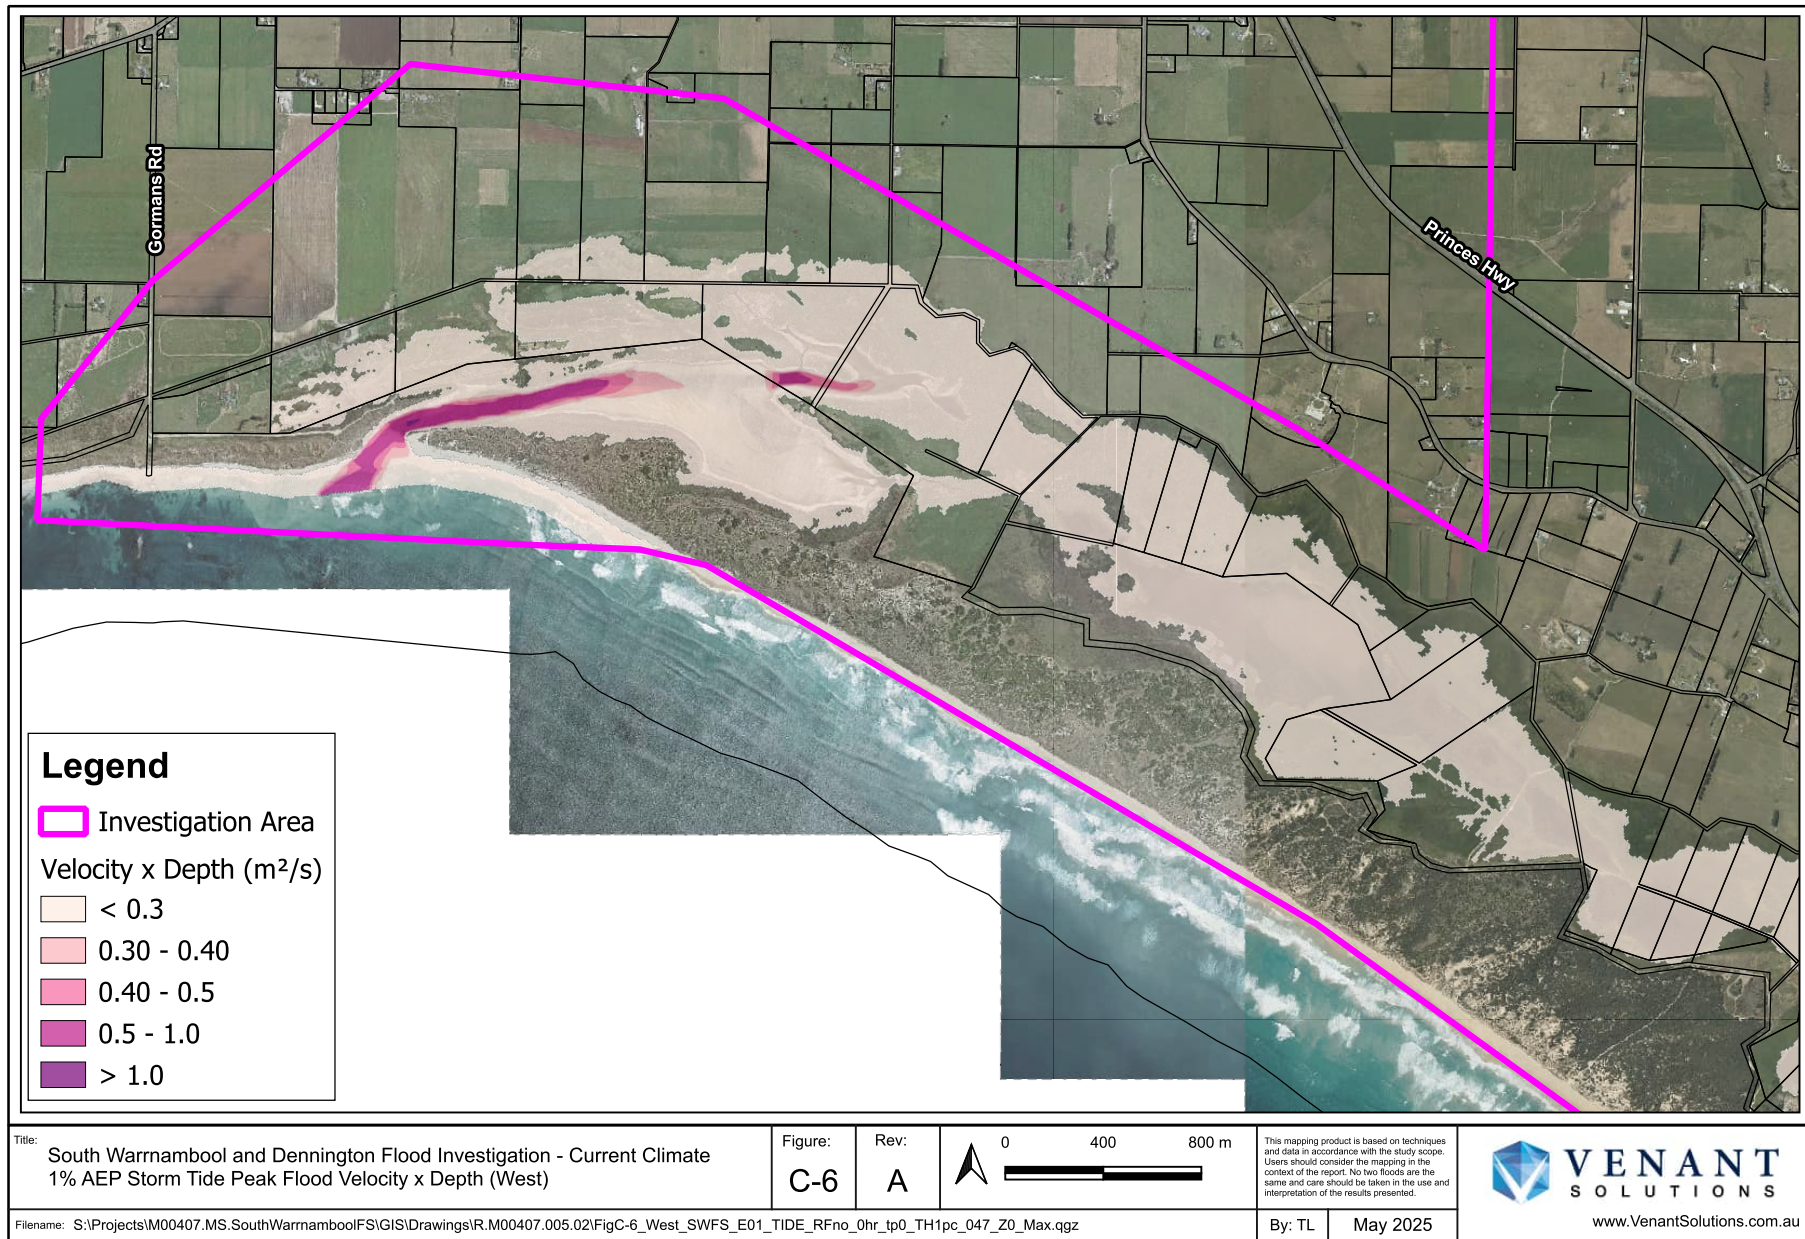 Gormans Rd
Princes Hwy
Legend
Investigation Area
Velocity x Depth (m²/s)
< 0.3
0.30 - 0.40
0.40 - 0.5
0.5 - 1.0
> 1.0
Title:
South Warrnambool and Dennington Flood Investigation - Current Climate
1% AEP Storm Tide Peak Flood Velocity x Depth (West)
Figure:
C-6
Rev:
A
0 400 800 m
This mapping product is based on techniques
and data in accordance with the study scope.
Users should consider the mapping in the
context of the report. No two floods are the
same and care should be taken in the use and
interpretation of the results presented.
VENANT
SOLUTIONS
www.VenantSolutions.com.au
Filename: S:\Projects\M00407.MS.SouthWarrnamboolFS\GIS\Drawings\R.M00407.005.02\FigC-6_West_SWFS_E01_TIDE_RFno_0hr_tp0_TH1pc_047_Z0_Max.qgz
By: TL
May 2025